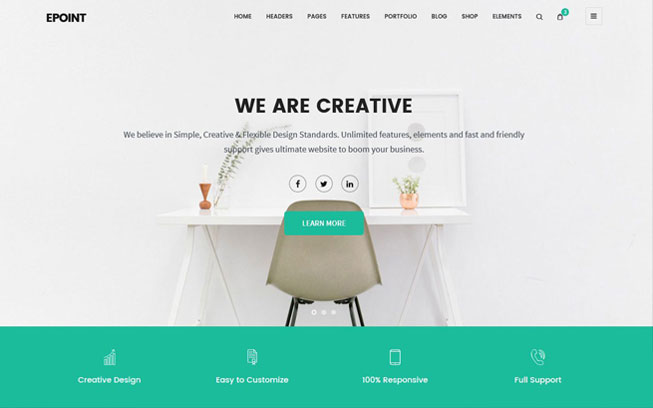 EPOINT
HOME HEADERS PAGES FEATURES PORTFOLIO BLOG SHOP ELEMENTS
WE ARE CREATIVE
We believe in Simple, Creative & Flexible Design Standards. Unlimited features, elements and fast and friendly
support gives ultimate website to boom your business.
LEARN MORE
Creative Design Easy to Customize 100% Responsive Full Support